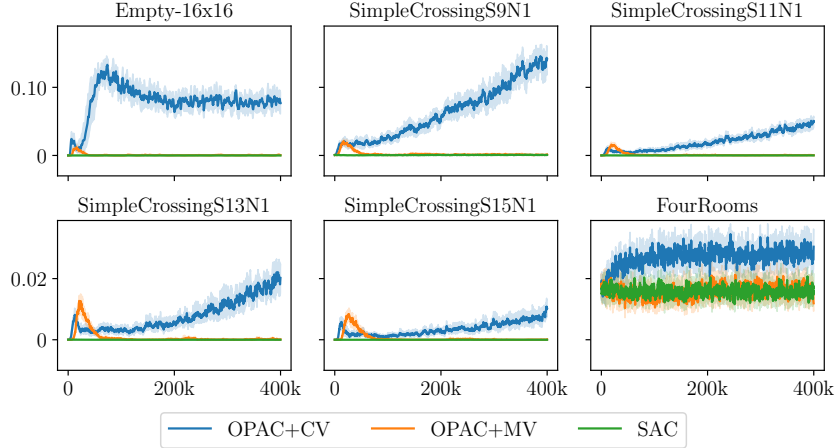 Empty-16x16 SimpleCrossingS9N1 SimpleCrossingS11N1
0.10
0
SimpleCrossingS13N1 SimpleCrossingS15N1 FourRooms
0.02
0
0 200k 400k 0 200k 400k 0 200k 400k
OPAC+CV OPAC+MV SAC